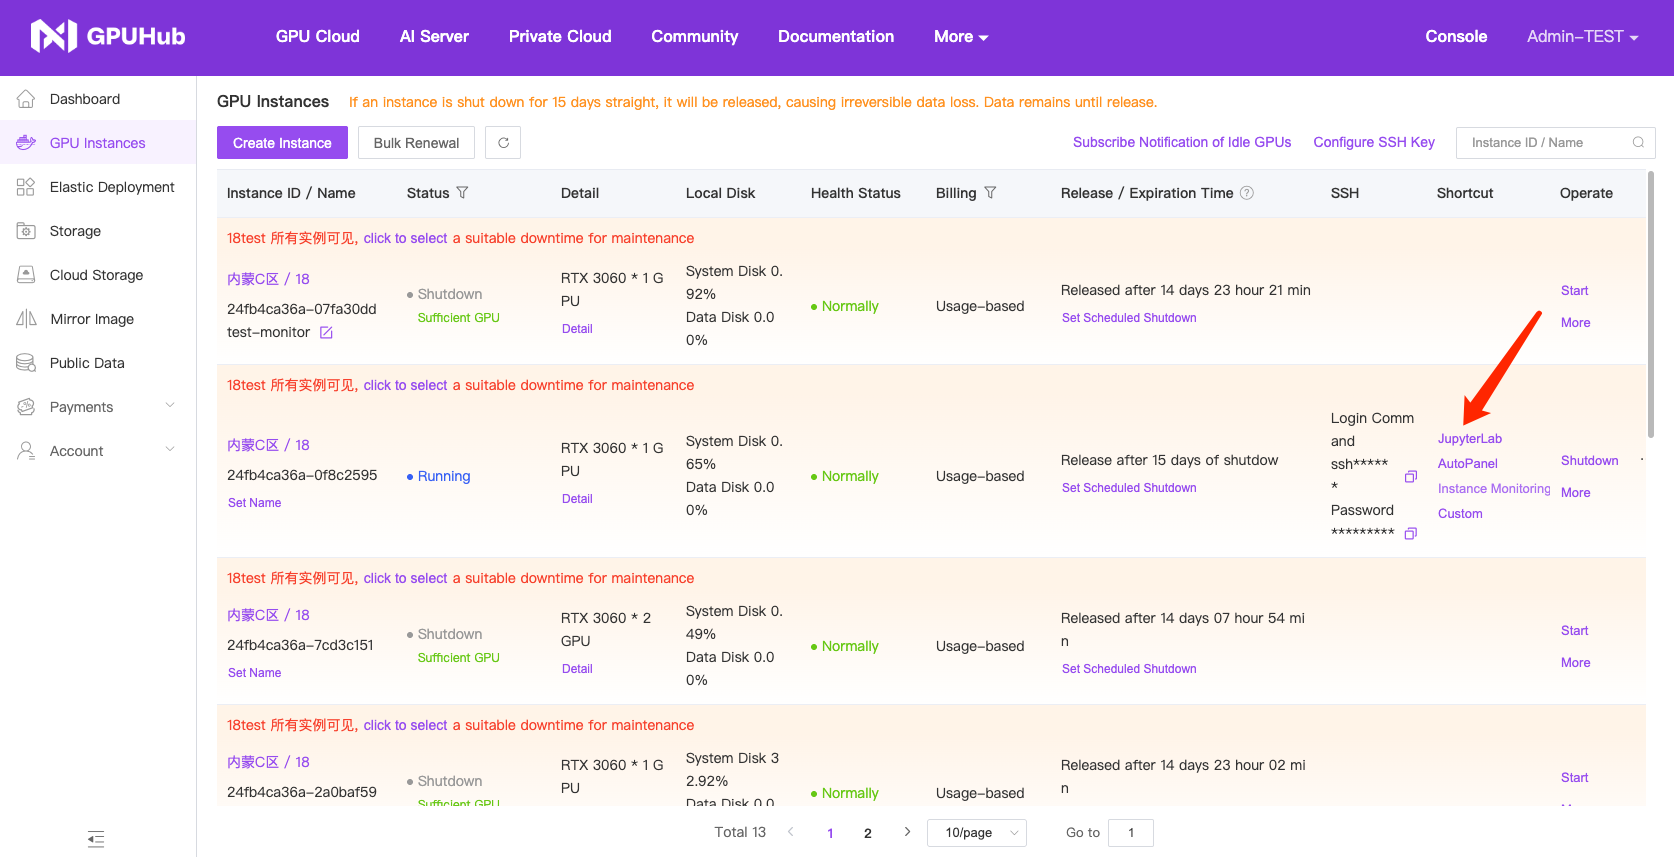 GPUHub
GPU Cloud
AI Server
Private Cloud
Community
Documentation
More
Console
Admin-TEST
Dashboard
GPU Instances
Elastic Deployment
Storage
Cloud Storage
Mirror Image
Public Data
Payments
Account
GPU Instances
If an instance is shut down for 15 days straight, it will be released, causing irreversible data loss. Data remains until release.
Create Instance
Bulk Renewal
Subscribe Notification of Idle GPUs
Configure SSH Key
Instance ID / Name
Instance ID / Name
Status
Detail
Local Disk
Health Status
Billing
Release / Expiration Time
SSH
Shortcut
Operate
18test 所有实例可见, click to select a suitable downtime for maintenance
内蒙C区 / 18
24fb4ca36a-07fa30dd
test-monitor
Shutdown
Sufficient GPU
RTX 3060 * 1 G
PU
Detail
System Disk 0.
92%
Data Disk 0.0
0%
Normally
Usage-based
Released after 14 days 23 hour 21 min
Set Scheduled Shutdown
Start
More
18test 所有实例可见, click to select a suitable downtime for maintenance
内蒙C区 / 18
24fb4ca36a-0f8c2595
Set Name
Running
RTX 3060 * 1 G
PU
Detail
System Disk 0.
65%
Data Disk 0.0
0%
Normally
Usage-based
Release after 15 days of shutdow
Set Scheduled Shutdown
Login Comm
and
ssh*****
*
Password
*********
JupyterLab
AutoPanel
Instance Monitoring
Custom
Shutdown
More
18test 所有实例可见, click to select a suitable downtime for maintenance
内蒙C区 / 18
24fb4ca36a-7cd3c151
Set Name
Shutdown
Sufficient GPU
RTX 3060 * 2
GPU
Detail
System Disk 0.
49%
Data Disk 0.0
0%
Normally
Usage-based
Released after 14 days 07 hour 54 mi
n
Set Scheduled Shutdown
Start
More
18test 所有实例可见, click to select a suitable downtime for maintenance
内蒙C区 / 18
24fb4ca36a-2a0baf59
Shutdown
Sufficient GPU
RTX 3060 * 1 G
PU
System Disk 3
2.92%
Data Disk 0.0
Normally
Usage-based
Released after 14 days 23 hour 02 mi
n
Start
Total 13
1
2
10/page
Go to
1